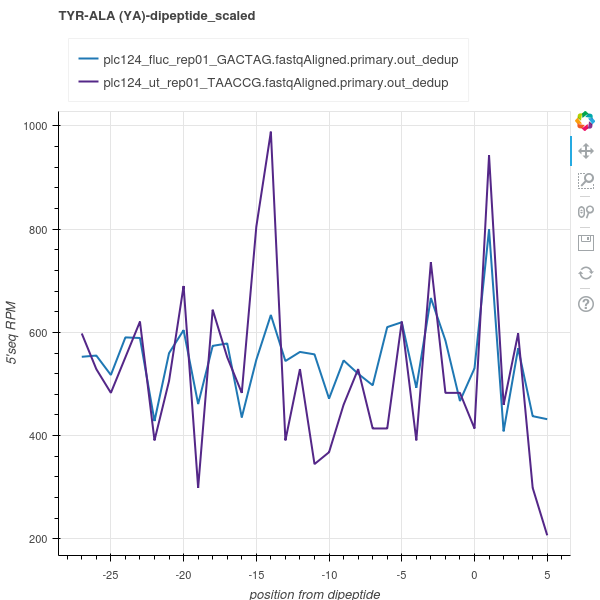 TYR-ALA (YA)-dipeptide_scaled
plc124_fluc_rep01_GACTAG.fastqAligned.primary.out_dedup
plc124_ut_rep01_TAACCG.fastqAligned.primary.out_dedup
1000
800
600
400
200
5'seq RPM
-25
-20
-15
-10
-5
0
5
position from dipeptide